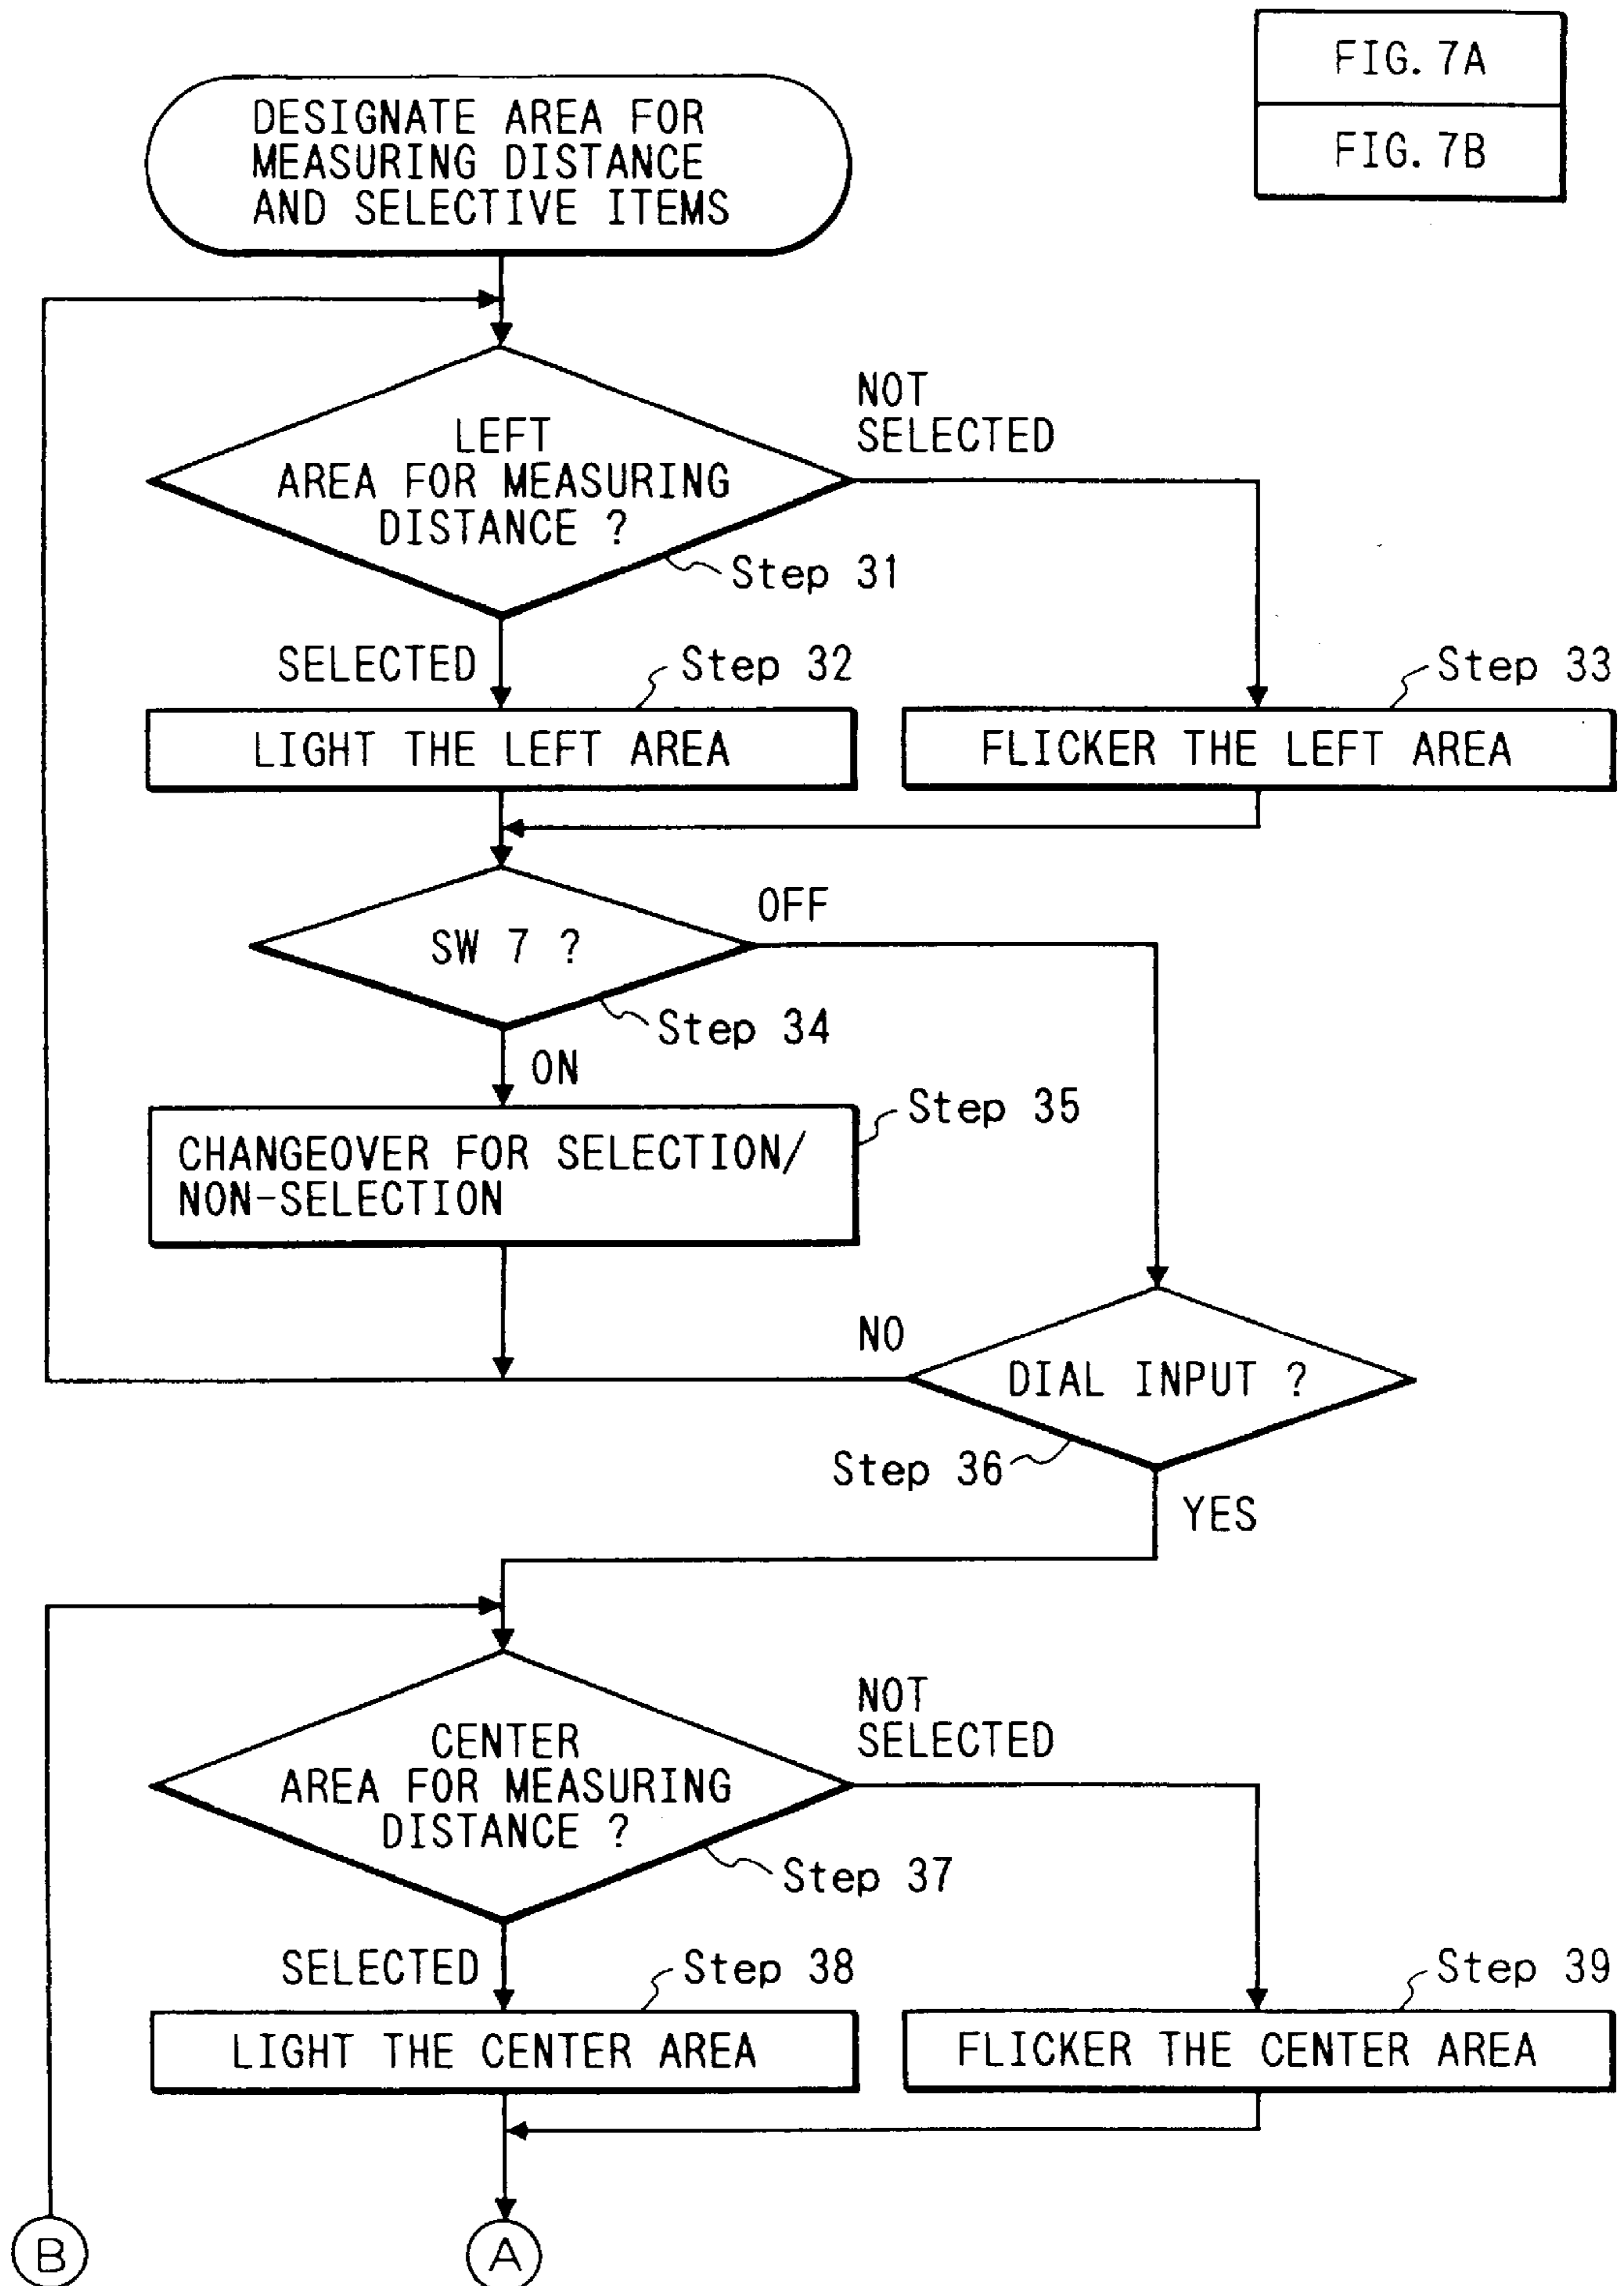 FIG. 7A
FIG. 7B
DESIGNATE AREA FOR
MEASURING DISTANCE
AND SELECTIVE ITEMS
LEFT
AREA FOR MEASURING
DISTANCE ?
NOT
SELECTED
Step 31
SELECTED
Step 32
Step 33
LIGHT THE LEFT AREA
FLICKER THE LEFT AREA
SW 7 ?
OFF
Step 34
ON
Step 35
CHANGEOVER FOR SELECTION/
NON-SELECTION
NO
DIAL INPUT ?
Step 36
YES
CENTER
AREA FOR MEASURING
DISTANCE ?
NOT
SELECTED
Step 37
SELECTED
Step 38
Step 39
LIGHT THE CENTER AREA
FLICKER THE CENTER AREA
B
A